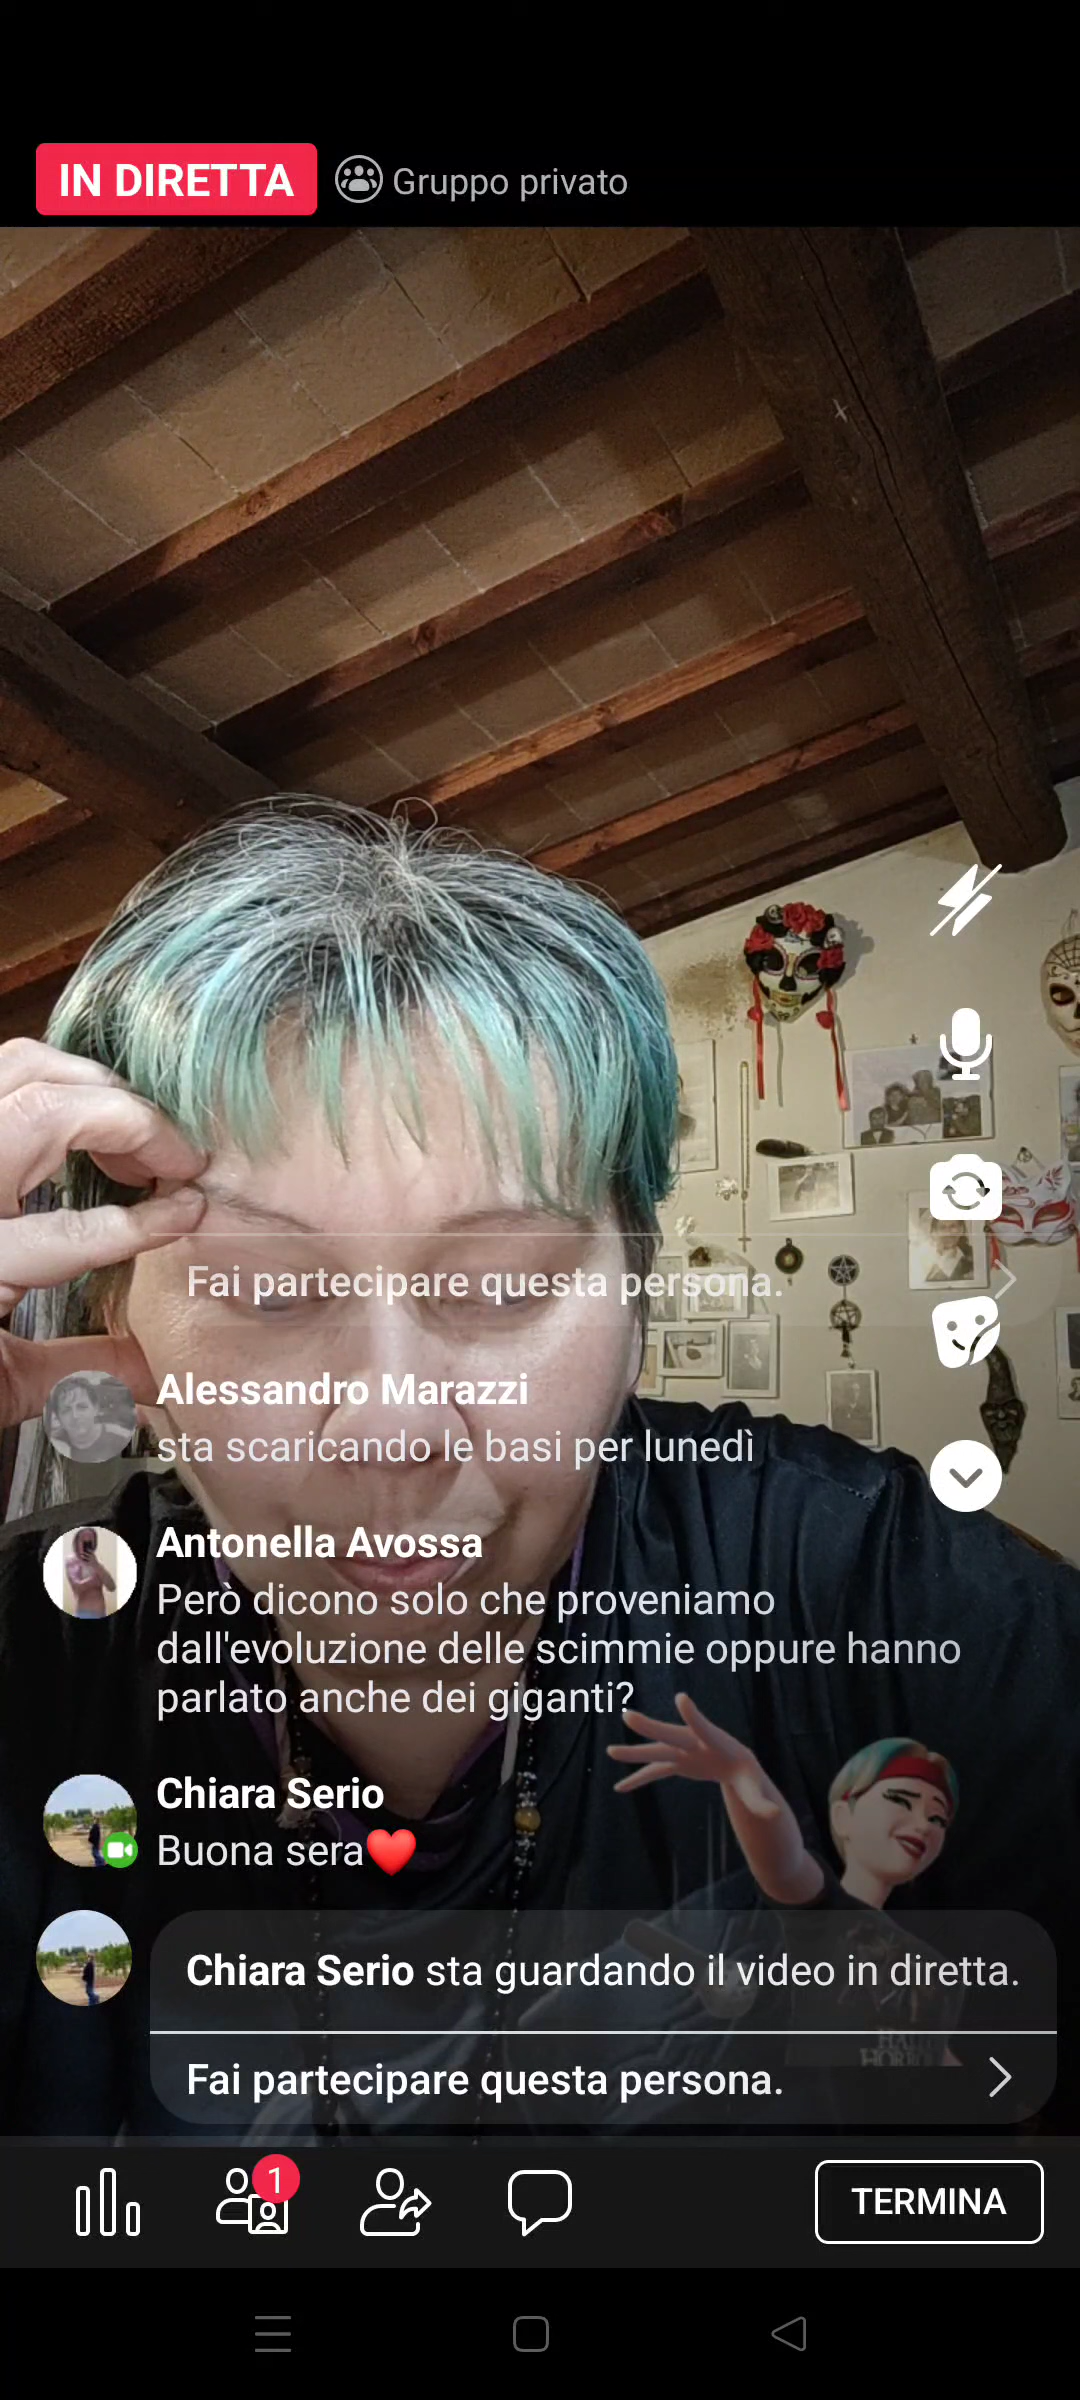 IN DIRETTA
Gruppo privato
Fai partecipare questa persona.
Alessandro Marazzi
sta scaricando le basi per lunedì
Antonella Avossa
Però dicono solo che proveniamo
dall'evoluzione delle scimmie oppure hanno
parlato anche dei giganti?
Chiara Serio
Buona sera❤️
Chiara Serio sta guardando il video in diretta.
Fai partecipare questa persona.
1
TERMINA